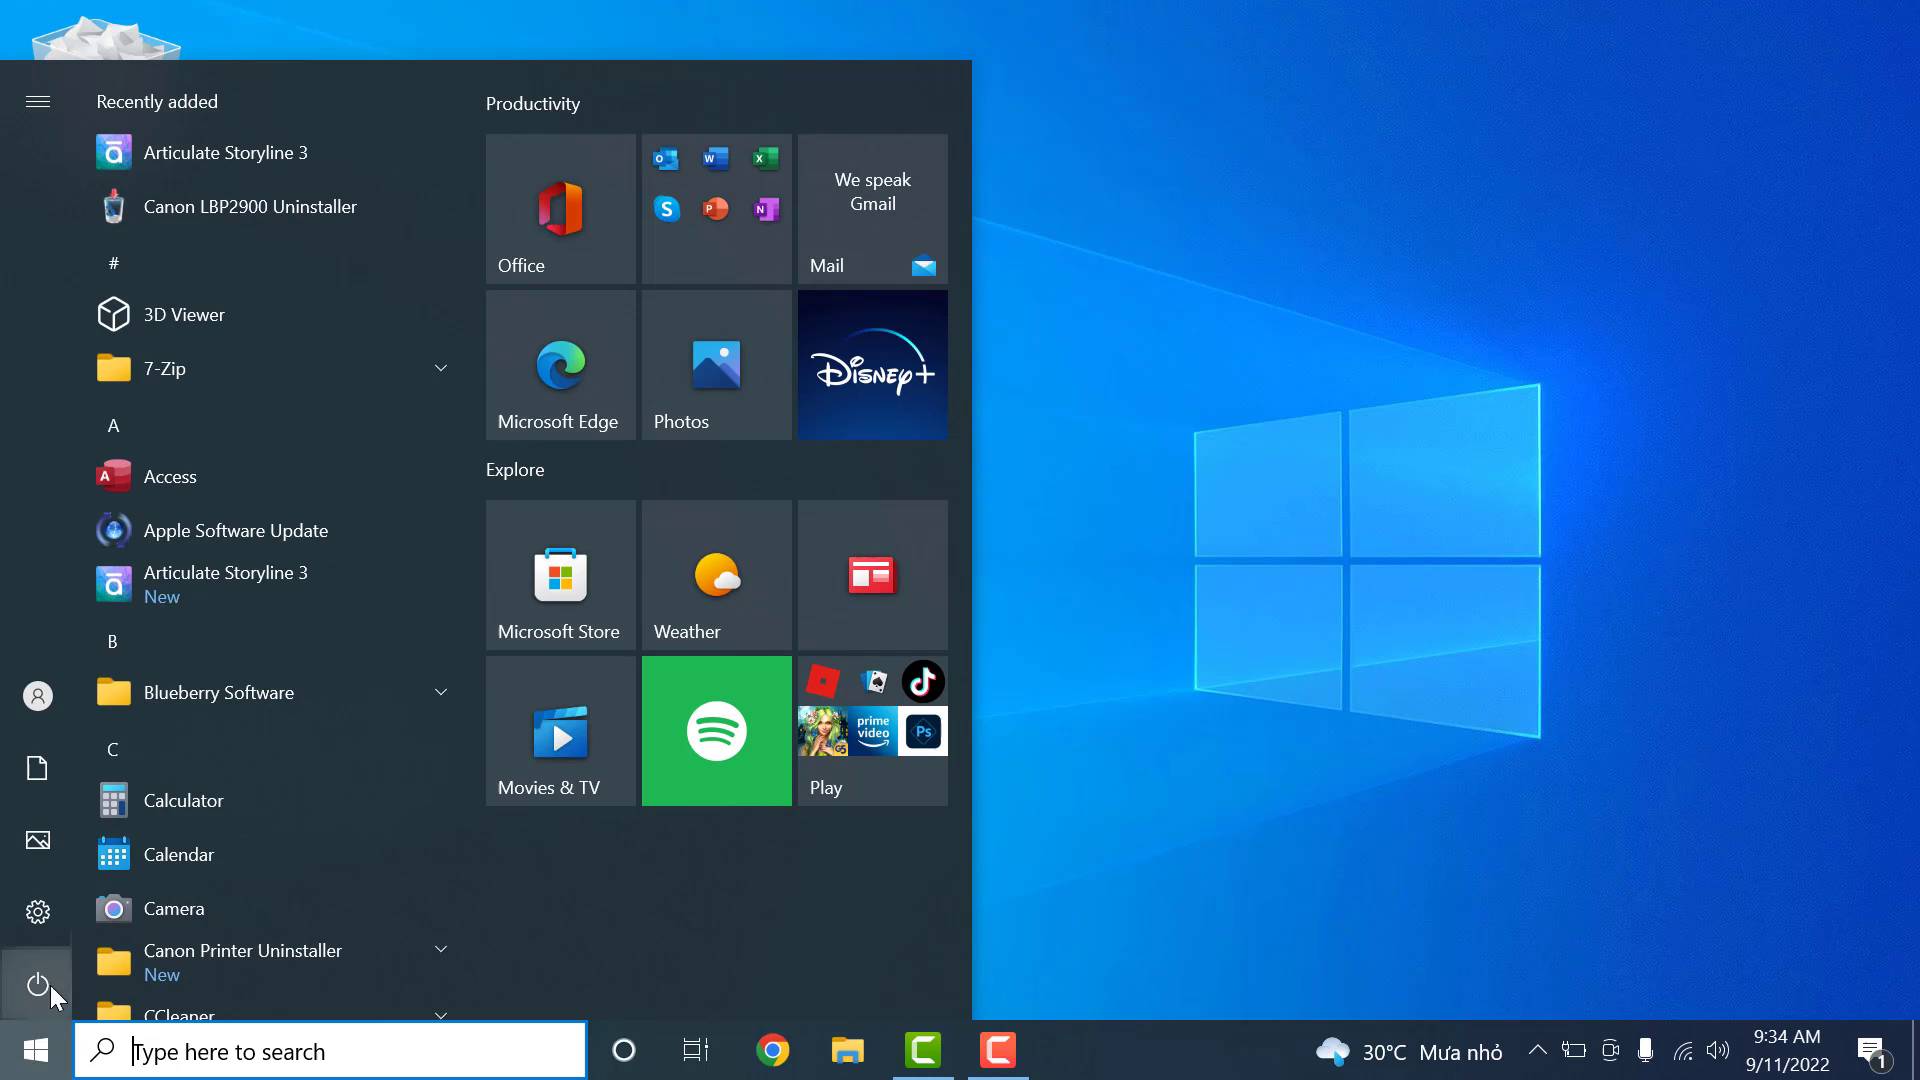 Recently added
Articulate Storyline 3
Canon LBP2900 Uninstaller
#
3D Viewer
7-Zip
A
Access
Apple Software Update
Articulate Storyline 3
New
B
Blueberry Software
C
Calculator
Calendar
Camera
Canon Printer Uninstaller
New
CCleaner
Productivity
Office
We speak
Gmail
Mail
Microsoft Edge
Photos
Disney+
Explore
Microsoft Store
Weather
Movies & TV
prime
video
Ps
G5
Play
Type here to search
30°C Mưa nhỏ
9:34 AM
9/11/2022
1